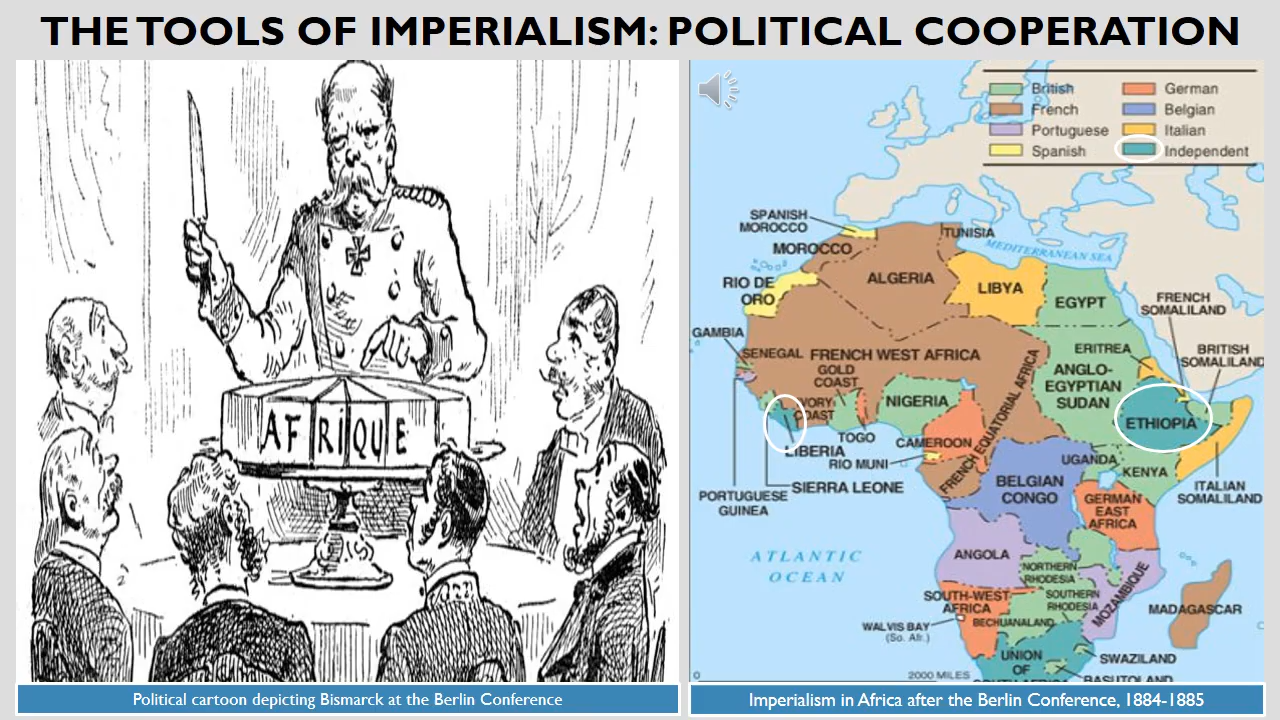 THE TOOLS OF IMPERIALISM: POLITICAL COOPERATION
AFRIQUE
Political cartoon depicting Bismarck at the Berlin Conference
British
French
Portuguese
Spanish
German
Belgian
Italian
Independent
SPANISH
MOROCCO
MOROCCO
TUNISIA
MEDITERRANEAN SEA
ALGERIA
LIBYA
EGYPT
RIO DE
ORO
FRENCH
SOMALILAND
GAMBIA
SENEGAL
FRENCH WEST AFRICA
ERITREA
BRITISH
SOMALILAND
GOLD
COAST
IVORY
COAST
NIGERIA
FRENCH EQUATORIAL AFRICA
ANGLO-
EGYPTIAN
SUDAN
ETHIOPIA
TOGO
CAMEROON
LIBERIA
RIO MUNI
UGANDA
KENYA
SIERRA LEONE
PORTUGUESE
GUINEA
BELGIAN
CONGO
GERMAN
EAST
AFRICA
ITALIAN
SOMALILAND
ATLANTIC
OCEAN
ANGOLA
NORTHERN
RHODESIA
SOUTHERN
RHODESIA
MOZAMBIQUE
MADAGASCAR
SOUTH-WEST
AFRICA
WALVIS BAY
(So. Afr.)
BECHUANALAND
UNION
OF
SOUTH AFRICA
SWAZILAND
BASUTOLAND
0
2000 MILES
Imperialism in Africa after the Berlin Conference, 1884-1885